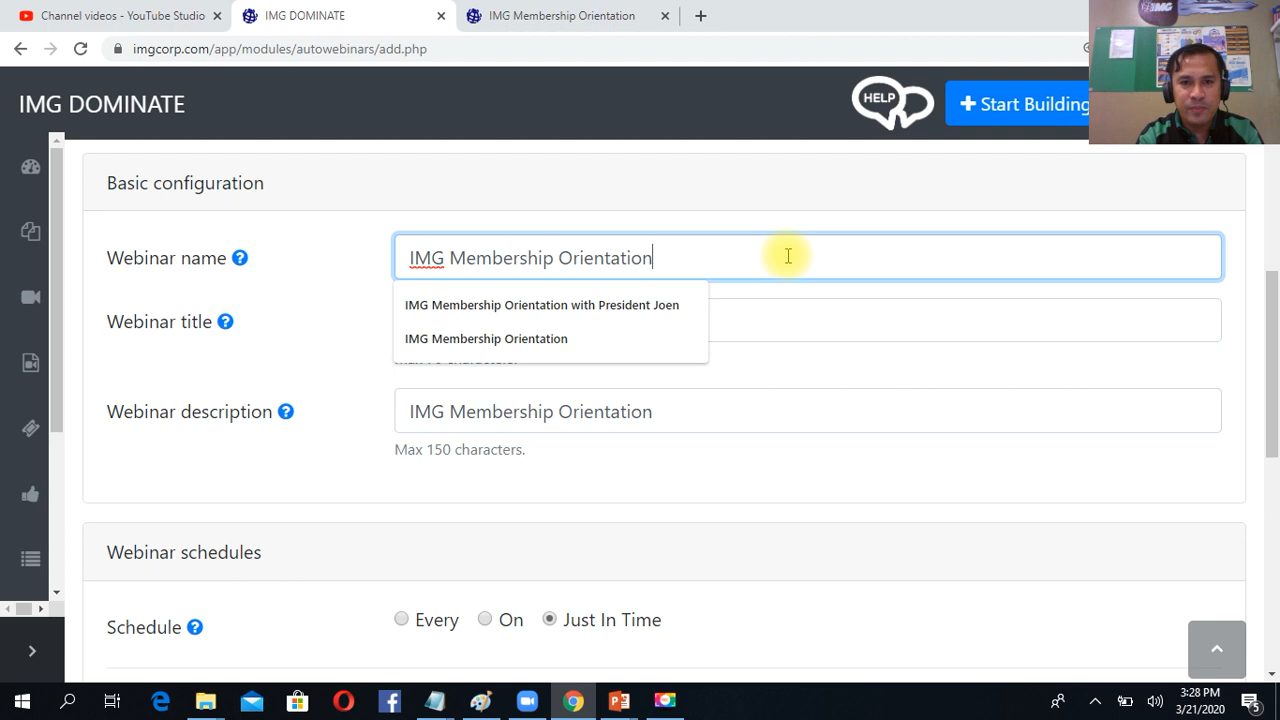 Channel videos - YouTube Studio
IMG DOMINATE
IMG Membership Orientation
imgcorp.com/app/modules/autowebinars/add.php
IMG DOMINATE
HELP
Start Building
Basic configuration
Webinar name
IMG Membership Orientation
IMG Membership Orientation with President Joen
IMG Membership Orientation
Webinar title
Webinar description
IMG Membership Orientation
Max 150 characters.
Webinar schedules
Schedule
Every
On
Just In Time
3:28 PM
3/21/2020
5